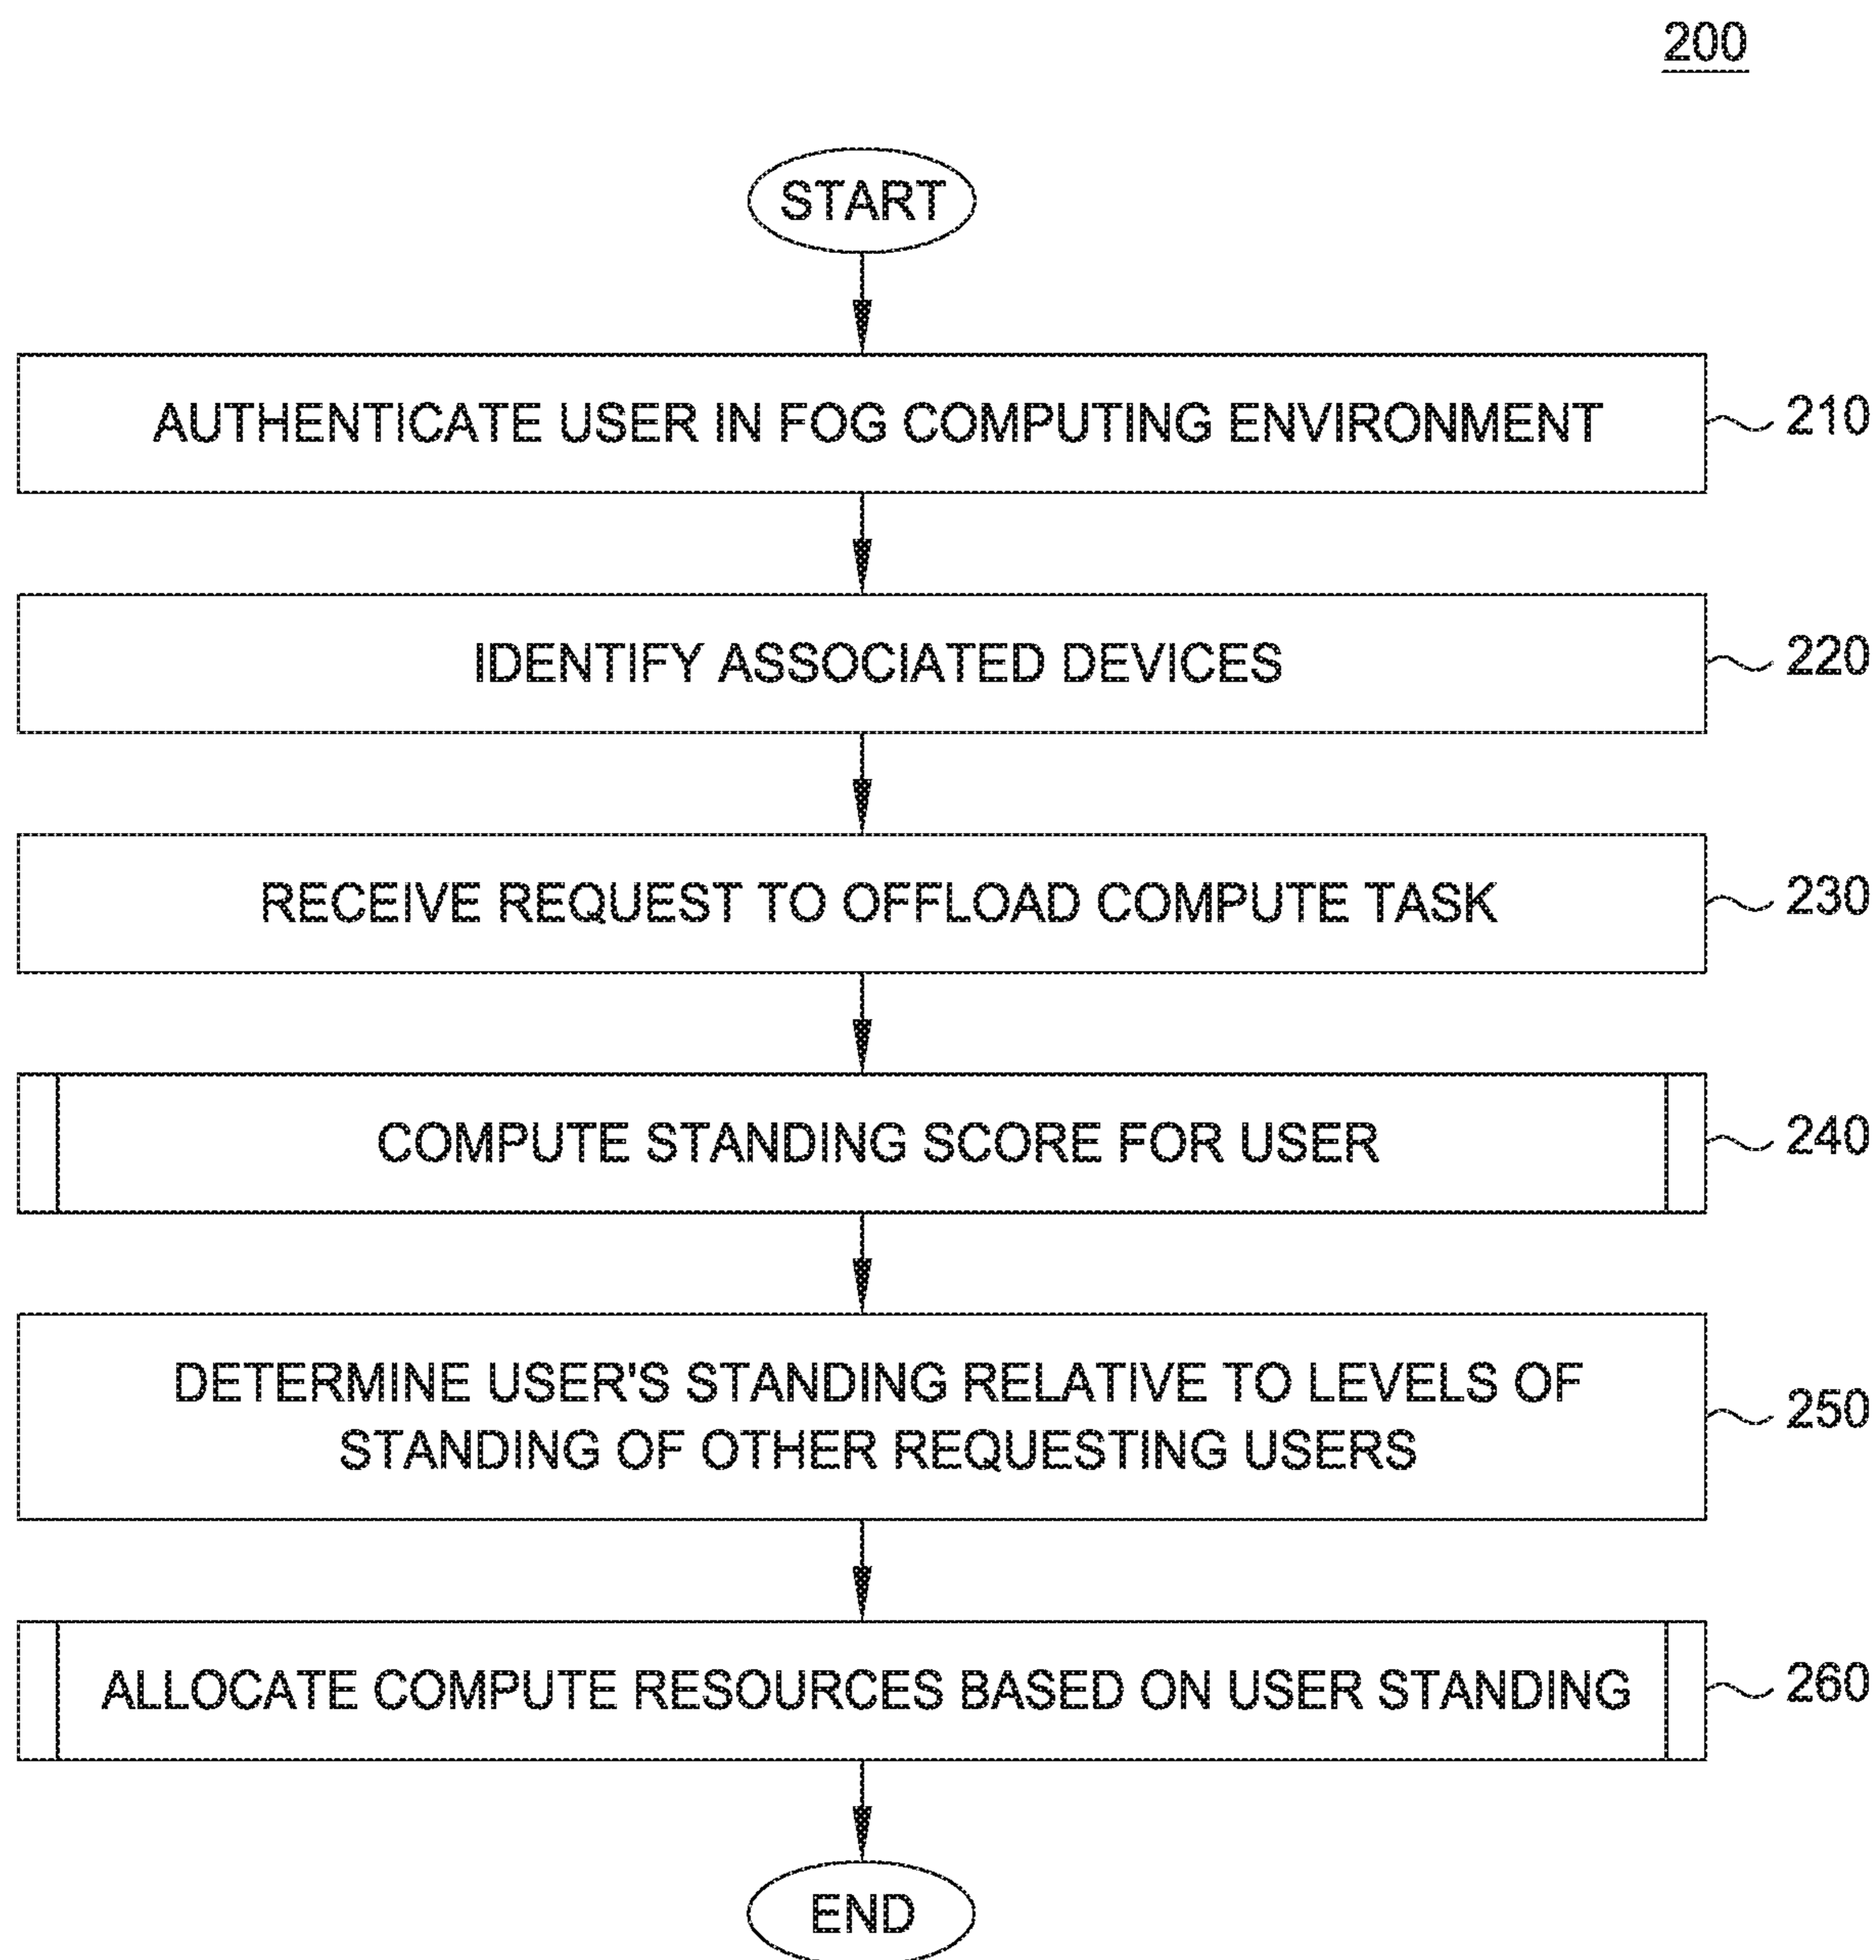 200
START
AUTHENTICATE USER IN FOG COMPUTING ENVIRONMENT
210
IDENTIFY ASSOCIATED DEVICES
220
RECEIVE REQUEST TO OFFLOAD COMPUTE TASK
230
COMPUTE STANDING SCORE FOR USER
240
DETERMINE USER'S STANDING RELATIVE TO LEVELS OF
STANDING OF OTHER REQUESTING USERS
250
ALLOCATE COMPUTE RESOURCES BASED ON USER STANDING
260
END